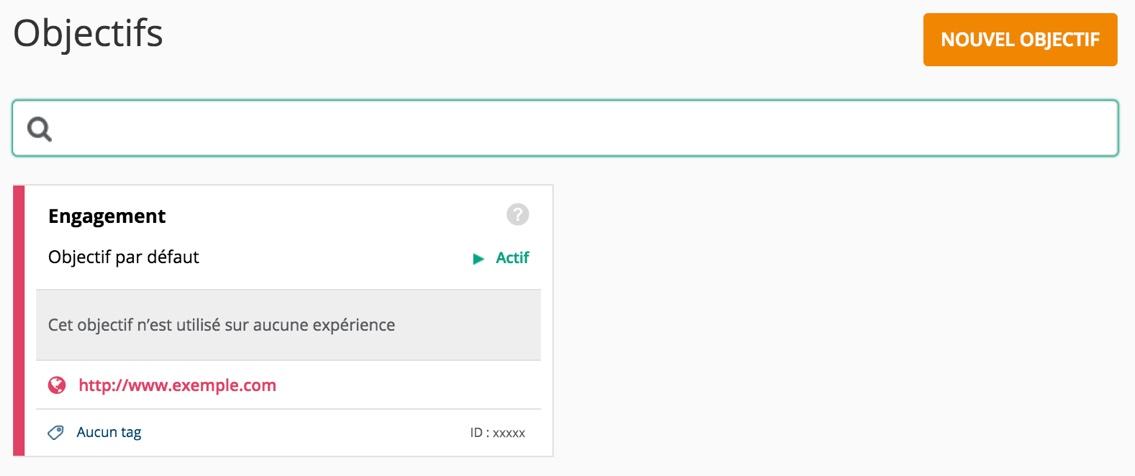 Objectifs
NOUVEL OBJECTIF
Engagement
?
Objectif par défaut
Actif
Cet objectif n’est utilisé sur aucune expérience
http://www.exemple.com
Aucun tag
ID : xxxxx